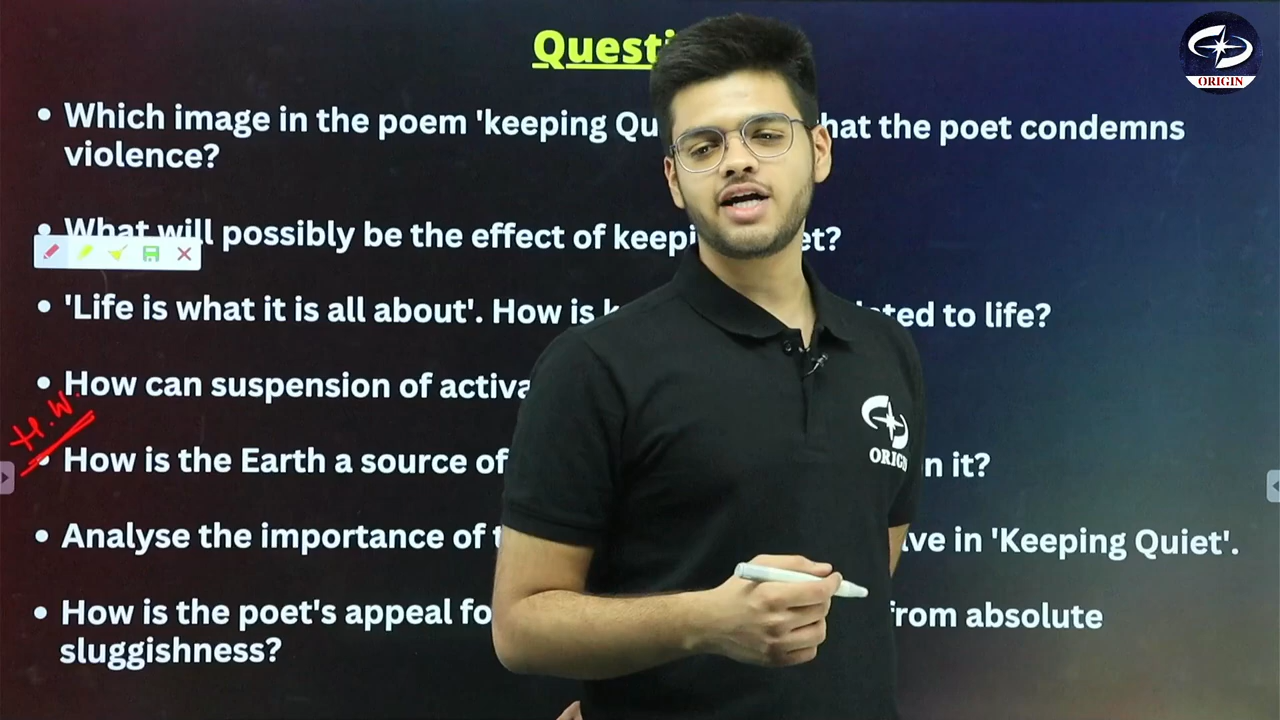 Questi
ORIGIN
Which image in the poem 'keeping Qu hat the poet condemns
violence?
What will possibly be the effect of keepi et?
'Life is what it is all about'. How is k ated to life?
How can suspension of activa
H.W.
How is the Earth a source of n it?
Analyse the importance of t lve in 'Keeping Quiet'.
How is the poet's appeal fo from absolute
sluggishness?
ORIGIN